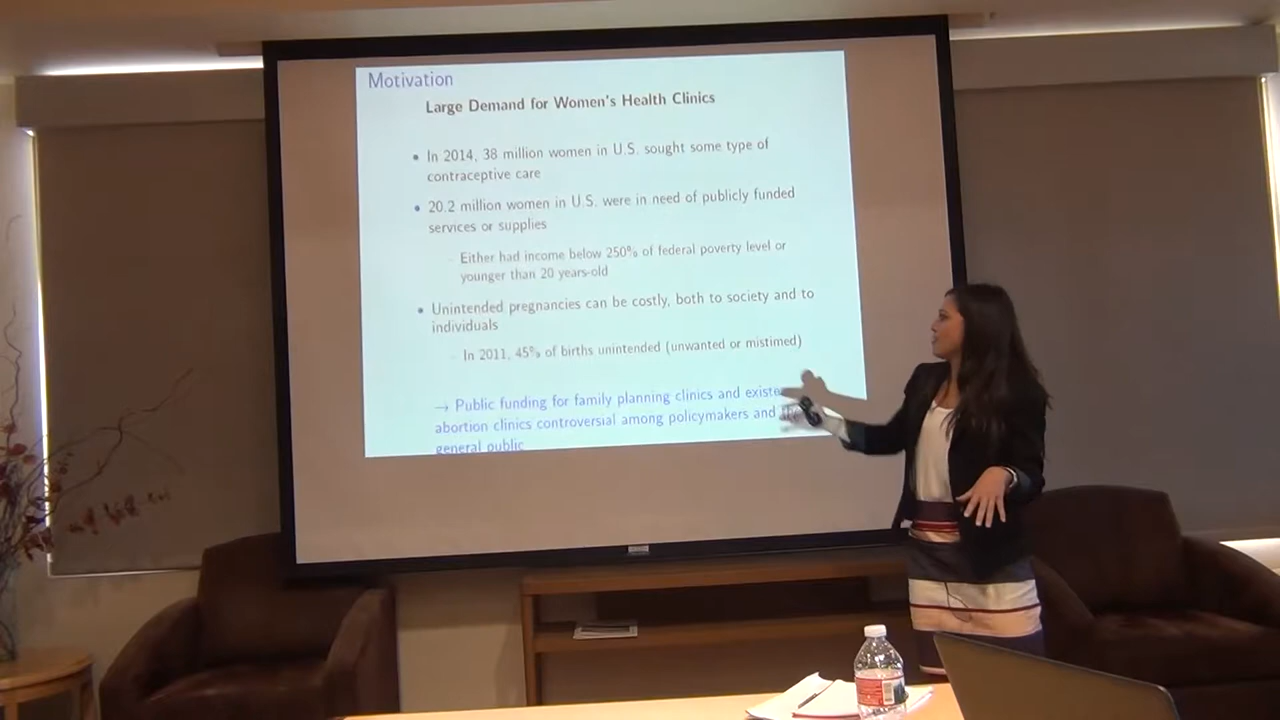 Motivation
Large Demand for Women's Health Clinics
• In 2014, 38 million women in U.S. sought some type of
contraceptive care
• 20.2 million women in U.S. were in need of publicly funded
services or supplies
– Either had income below 250% of federal poverty level or
younger than 20 years-old
• Unintended pregnancies can be costly, both to society and to
individuals
– In 2011, 45% of births unintended (unwanted or mistimed)
→ Public funding for family planning clinics and
abortion clinics controversial among policymakers and
general public